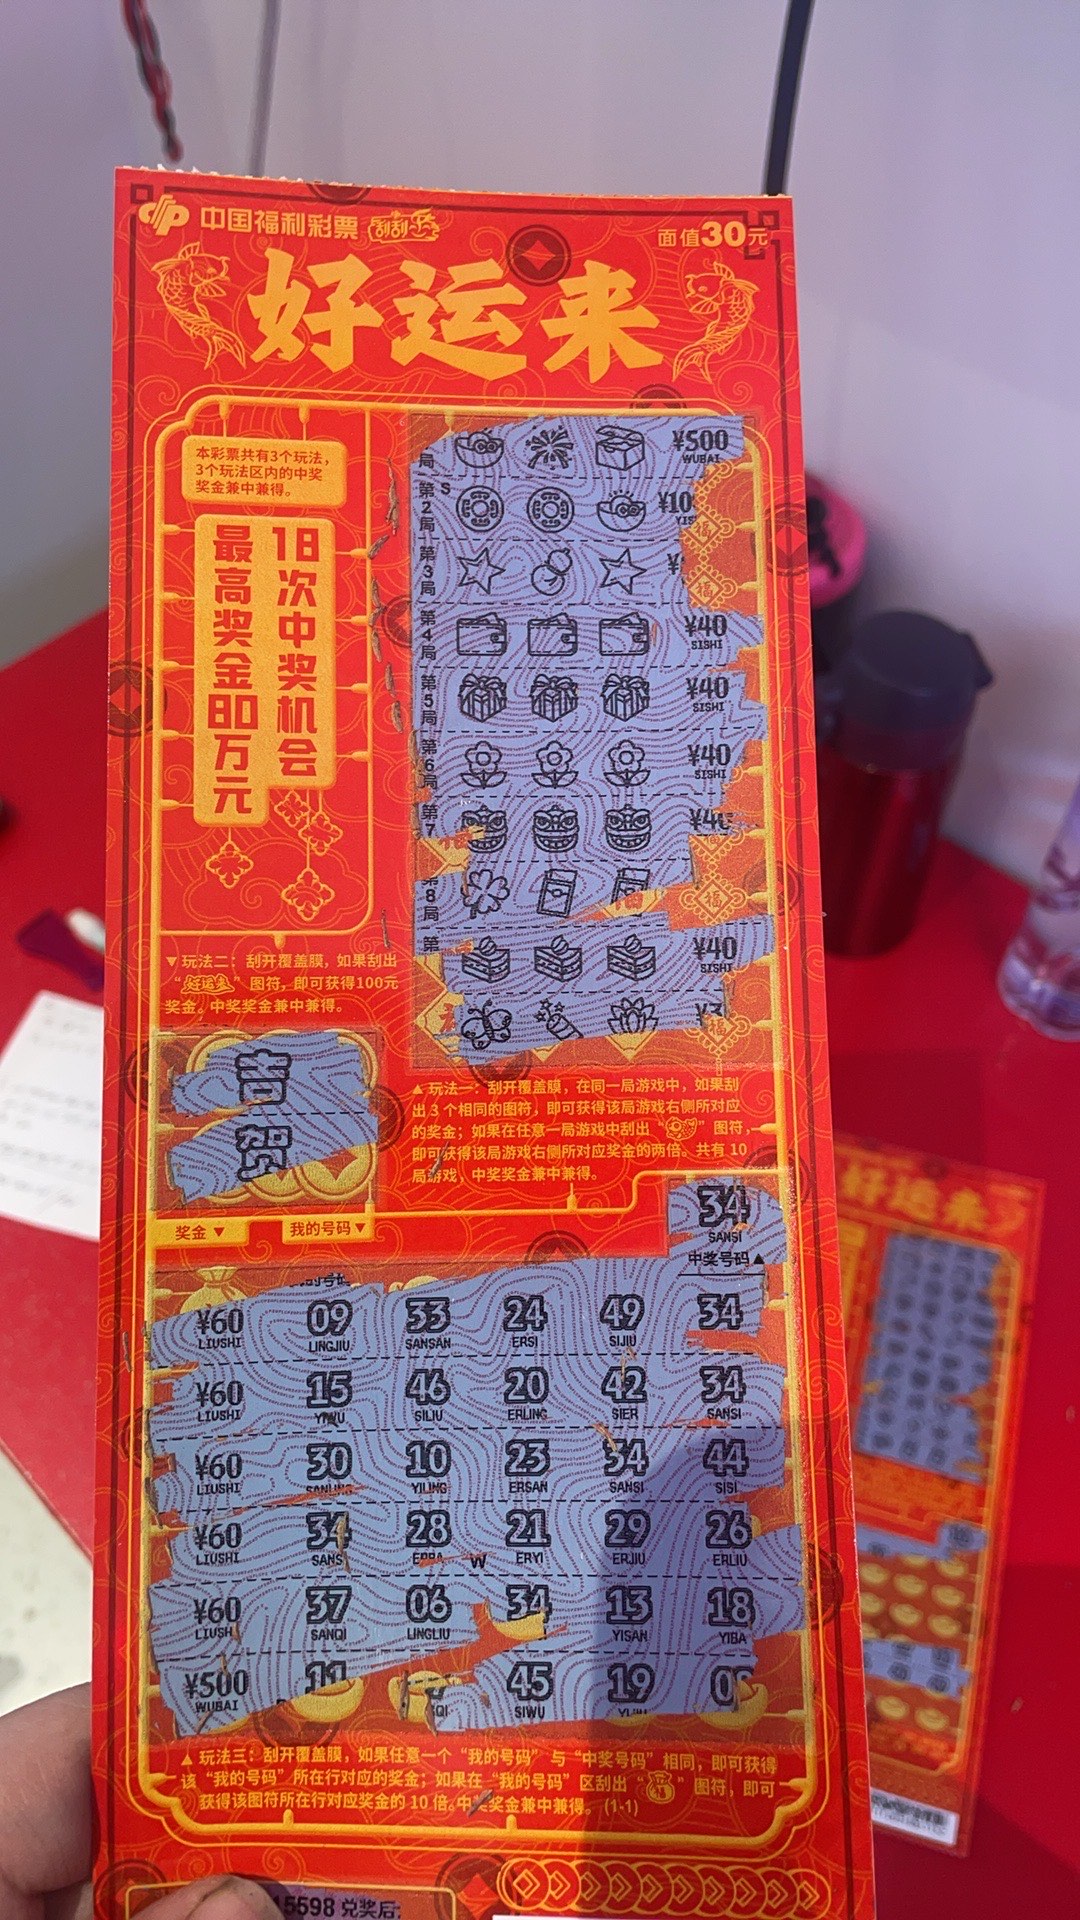 中国福利彩票 刮刮乐
面值30元
好运来
本彩票共有3个玩法，
3个玩法区内的中奖
奖金兼中兼得。
18次中奖机会
最高奖金80万元
局 ¥500
WUBAI
第2局 S ¥10
第3局 ¥
第4局 ¥40
SISHI
第5局 ¥40
SISHI
第6局 ¥40
SISHI
第7
8局
第 ¥40
SISHI
▼玩法二：刮开覆盖膜，如果刮出
“好运来”图符，即可获得100元
奖金。中奖奖金兼中兼得。
吉
贺
▲玩法一：刮开覆盖膜，在同一局游戏中，如果刮
出3个相同的图符，即可获得该局游戏右侧所对应
的奖金；如果在任意一局游戏中刮出“”图符，
即可获得该局游戏右侧所对应奖金的两倍。共有10
局游戏，中奖奖金兼中兼得。
34
SANSI
中奖号码▲
奖金▼ 我的号码▼
¥60 09 33 24 49 34
LIUSHI LINGJIU SANSAN ERSI SIJIU
¥60 15 46 20 42 34
LIUSHI YIWU SILIU ERLING SIER SANSI
¥60 30 10 23 34 44
LIUSHI SANLING YILING ERSAN SANSI SISI
¥60 34 28 21 29 26
LIUSHI SANS ERBA W ERYI ERJIU ERLIU
¥60 37 06 34 13 18
LIUSH SANQI LINGLIU YISAN YIBA
¥500 11 45 19
WUBAI QI SIWU YIJIU
▲玩法三：刮开覆盖膜，如果任意一个“我的号码”与“中奖号码”相同，即可获得
该“我的号码”所在行对应的奖金；如果在“我的号码”区刮出“”图符，即可
获得该图符所在行对应奖金的10倍。中奖奖金兼中兼得。(1-1)
15598 兑奖后
好运来